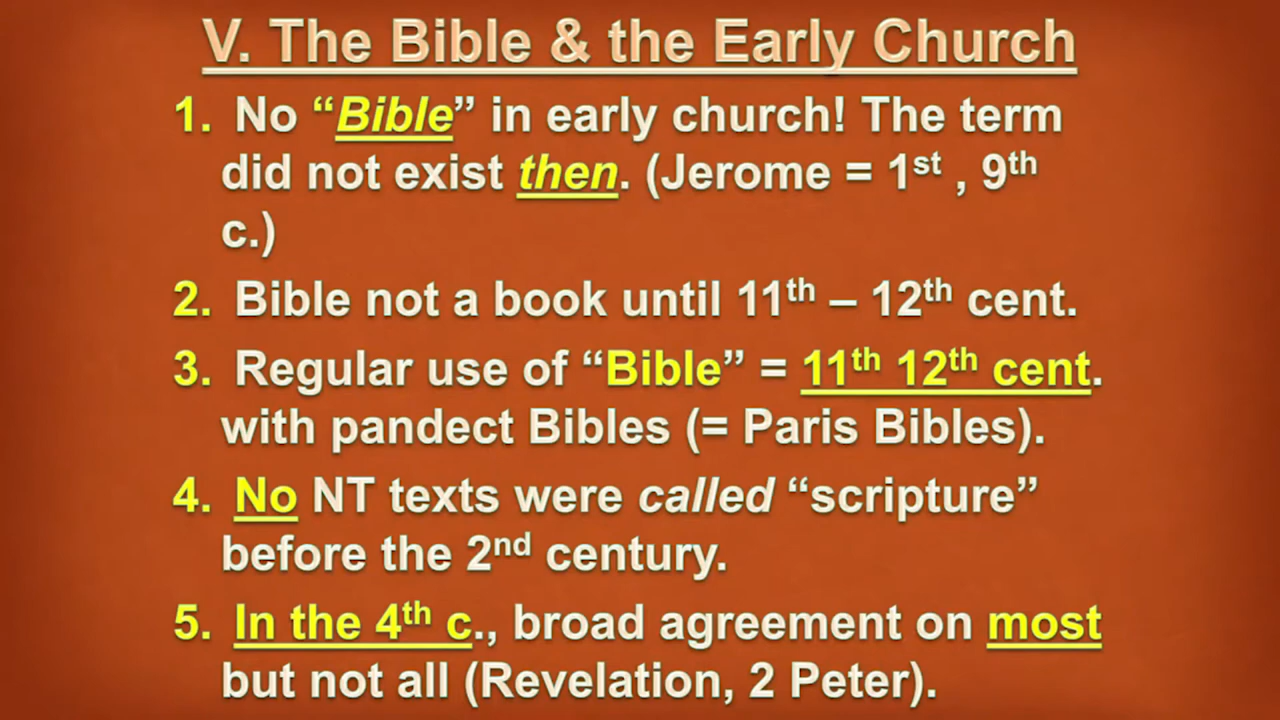 V. The Bible & the Early Church
1. No “Bible” in early church! The term
did not exist then. (Jerome = 1st , 9th
c.)
2. Bible not a book until 11th – 12th cent.
3. Regular use of “Bible” = 11th 12th cent.
with pandect Bibles (= Paris Bibles).
4. No NT texts were called “scripture”
before the 2nd century.
5. In the 4th c., broad agreement on most
but not all (Revelation, 2 Peter).